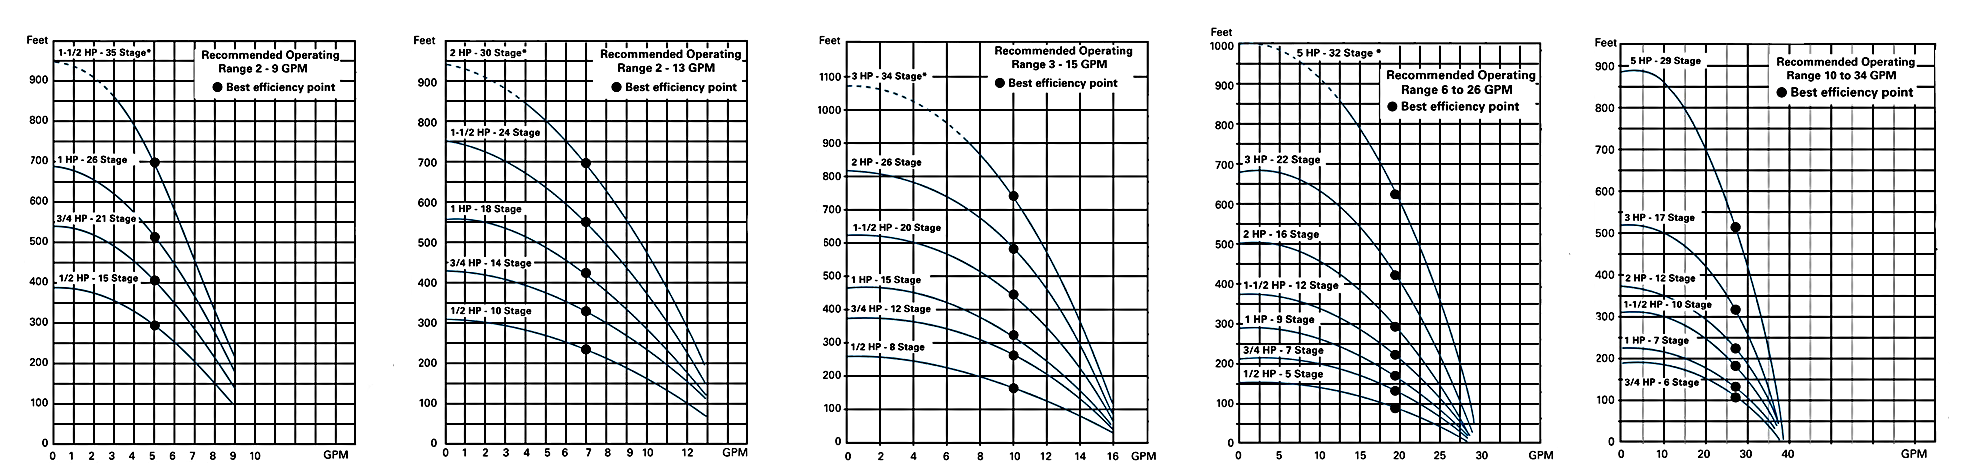 Feet
1-1/2 HP - 35 Stage*
Recommended Operating
Range 2 - 9 GPM
Best efficiency point
900
800
700
1 HP - 26 Stage
600
3/4 HP - 21 Stage
500
400
1/2 HP - 15 Stage
300
200
100
0
0 1 2 3 4 5 6 7 8 9 10 GPM
Feet
2 HP - 30 Stage*
Recommended Operating
Range 2 - 13 GPM
Best efficiency point
900
800
1-1/2 HP - 24 Stage
700
600
1 HP - 18 Stage
500
3/4 HP - 14 Stage
400
1/2 HP - 10 Stage
300
200
100
0
0 1 2 3 4 5 6 7 8 10 12 GPM
Feet
Recommended Operating
Range 3 - 15 GPM
Best efficiency point
1100
3 HP - 34 Stage*
1000
900
2 HP - 26 Stage
800
700
1-1/2 HP - 20 Stage
600
500
1 HP - 15 Stage
400
3/4 HP - 12 Stage
300
1/2 HP - 8 Stage
200
100
0
0 2 4 6 8 10 12 14 16 GPM
Feet
1000
5 HP - 32 Stage *
Recommended Operating
Range 6 to 26 GPM
Best efficiency point
900
800
700
3 HP - 22 Stage
600
500
2 HP - 16 Stage
400
1-1/2 HP - 12 Stage
300
1 HP - 9 Stage
200
3/4 HP - 7 Stage
1/2 HP - 5 Stage
100
0
0 5 10 15 20 25 30 GPM
Feet
5 HP - 29 Stage
Recommended Operating
Range 10 to 34 GPM
Best efficiency point
900
800
700
600
3 HP - 17 Stage
500
400
2 HP - 12 Stage
300
1-1/2 HP - 10 Stage
1 HP - 7 Stage
200
3/4 HP - 6 Stage
100
0
0 10 20 30 40 GPM